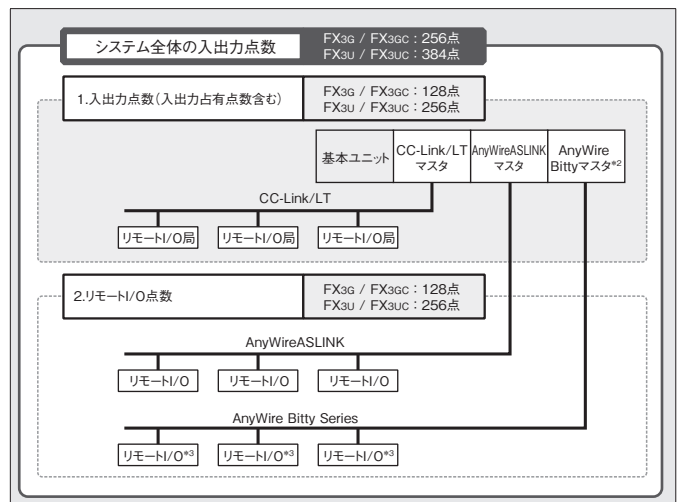 システム全体の入出力点数
FX3G / FX3GC：256点
FX3U / FX3UC：384点
1.入出力点数（入出力占有点数含む）
FX3G / FX3GC：128点
FX3U / FX3UC：256点
基本ユニット
CC-Link/LT
マスタ
AnyWireASLINK
マスタ
AnyWire
Bittyマスタ*2
CC-Link/LT
リモートI/O局
リモートI/O局
リモートI/O局
2.リモートI/O点数
FX3G / FX3GC：128点
FX3U / FX3UC：256点
AnyWireASLINK
リモートI/O
リモートI/O
リモートI/O
AnyWire Bitty Series
リモートI/O*3
リモートI/O*3
リモートI/O*3